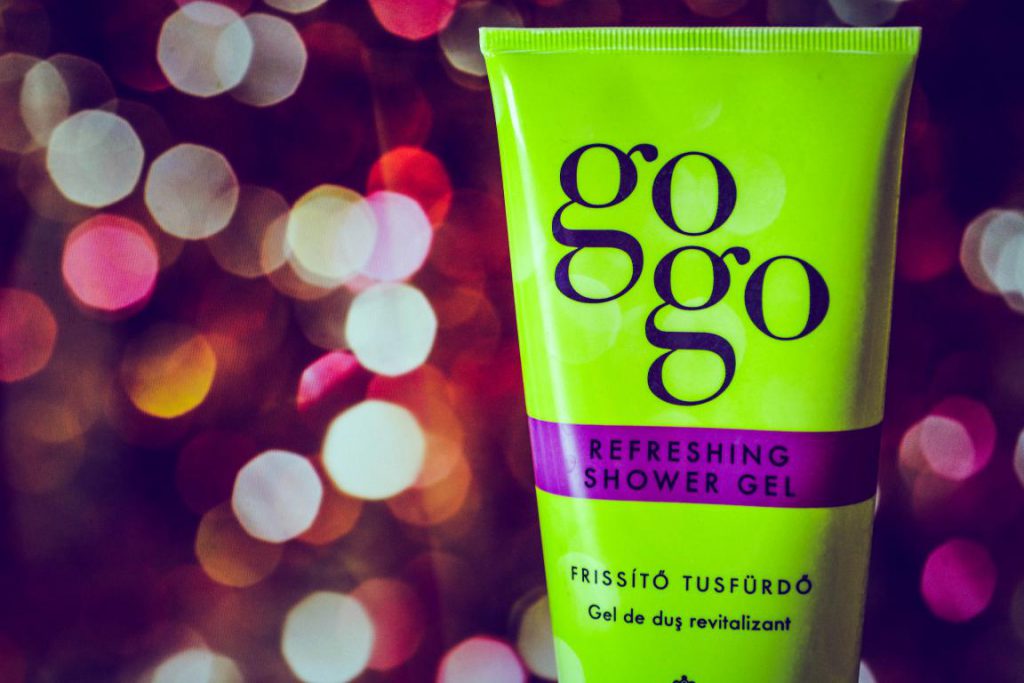 go
go
REFRESHING
SHOWER GEL
FRISSÍTŐ TUSFÜRDŐ
Gel de duş revitalizant